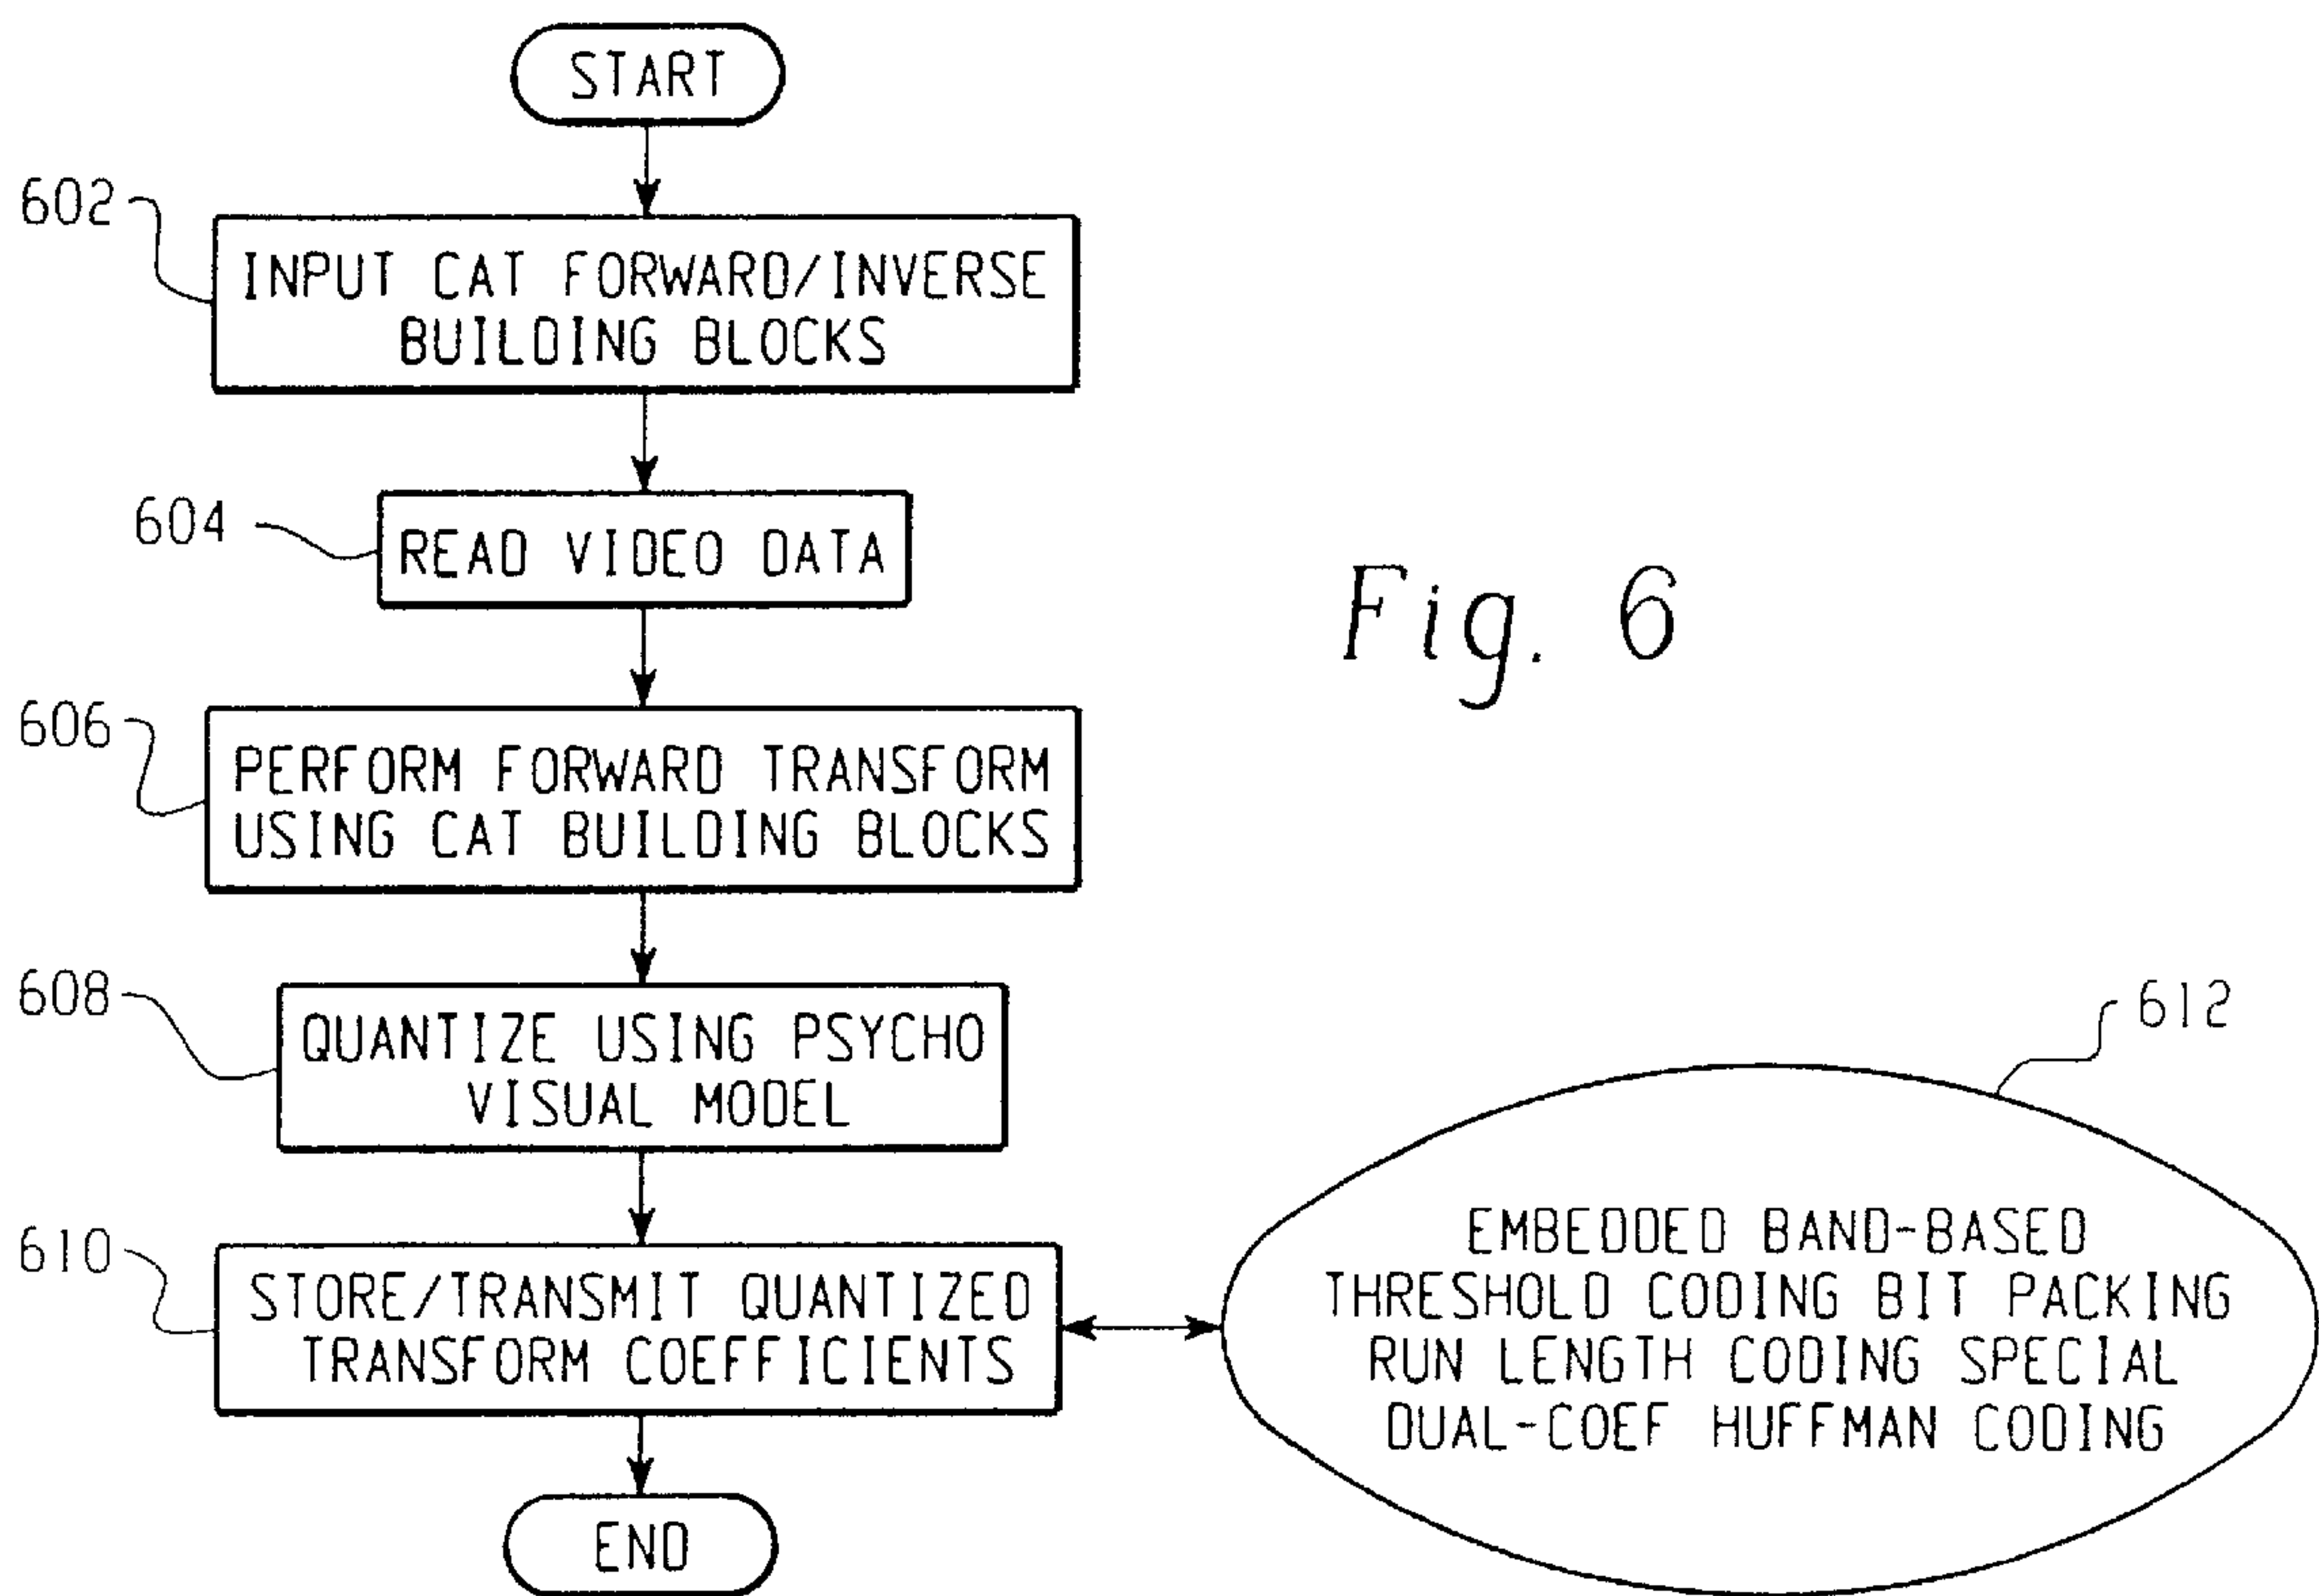 START
602
INPUT CAT FORWARD/INVERSE
BUILDING BLOCKS
604
READ VIDEO DATA
Fig. 6
606
PERFORM FORWARD TRANSFORM
USING CAT BUILDING BLOCKS
608
QUANTIZE USING PSYCHO
VISUAL MODEL
610
STORE/TRANSMIT QUANTIZED
TRANSFORM COEFFICIENTS
612
EMBEDDED BAND-BASED
THRESHOLD CODING BIT PACKING
RUN LENGTH CODING SPECIAL
DUAL-COEF HUFFMAN CODING
END